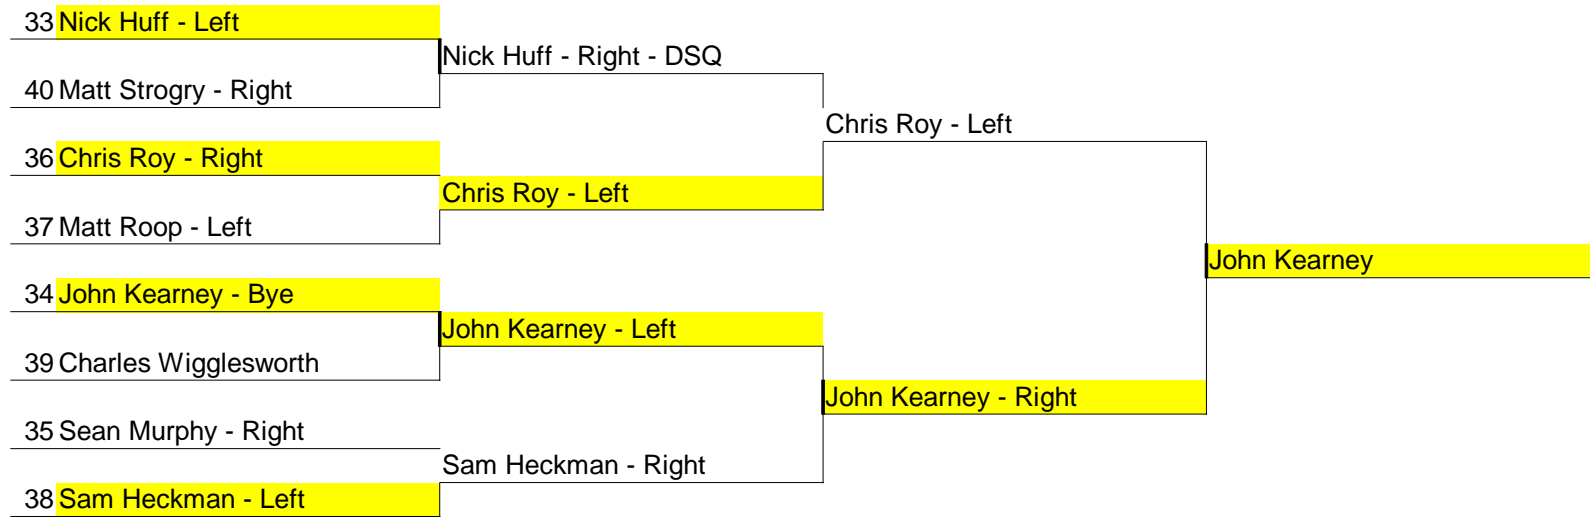 33 Nick Huff - Left
Nick Huff - Right - DSQ
40 Matt Strogry - Right
Chris Roy - Left
36 Chris Roy - Right
Chris Roy - Left
37 Matt Roop - Left
John Kearney
34 John Kearney - Bye
John Kearney - Left
39 Charles Wigglesworth
John Kearney - Right
35 Sean Murphy - Right
Sam Heckman - Right
38 Sam Heckman - Left